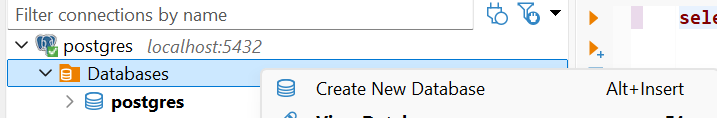 Filter connections by name
sele
postgres localhost:5432
Databases
Create New Database Alt+Insert
postgres